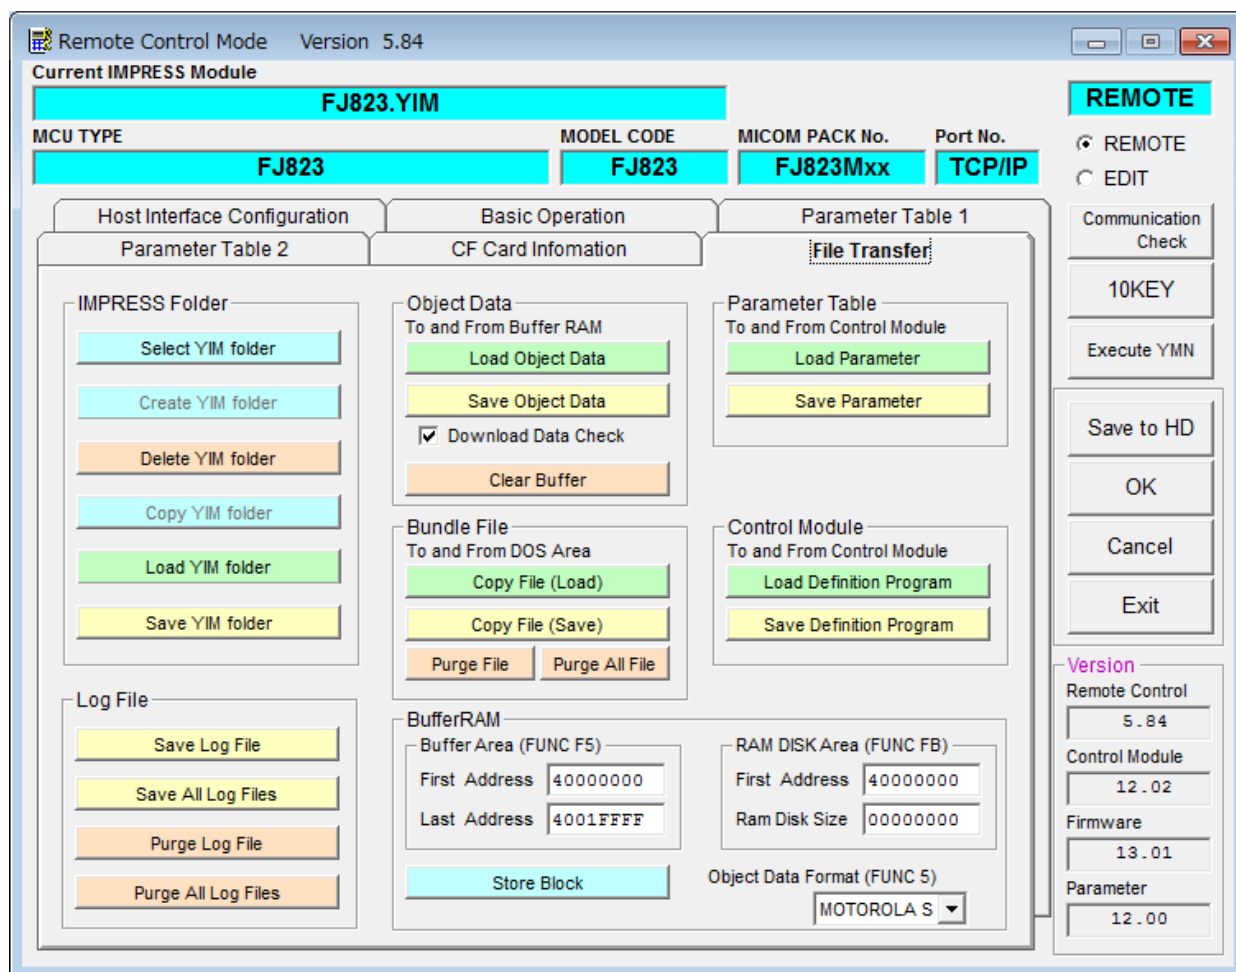 Remote Control Mode Version 5.84
Current IMPRESS Module
FJ823.YIM
REMOTE
MCU TYPE MODEL CODE MICOM PACK No. Port No.
FJ823 FJ823 FJ823Mxx TCP/IP
REMOTE
EDIT
Host Interface Configuration Basic Operation Parameter Table 1
Parameter Table 2 CF Card Infomation File Transfer
Communication
Check
10KEY
Execute YMN
Save to HD
OK
Cancel
Exit
IMPRESS Folder
Select YIM folder
Create YIM folder
Delete YIM folder
Copy YIM folder
Load YIM folder
Save YIM folder
Object Data
To and From Buffer RAM
Load Object Data
Save Object Data
Download Data Check
Clear Buffer
Parameter Table
To and From Control Module
Load Parameter
Save Parameter
Bundle File
To and From DOS Area
Copy File (Load)
Copy File (Save)
Purge File Purge All File
Control Module
To and From Control Module
Load Definition Program
Save Definition Program
Log File
Save Log File
Save All Log Files
Purge Log File
Purge All Log Files
BufferRAM
Buffer Area (FUNC F5)
First Address 40000000
Last Address 4001FFFF
RAM DISK Area (FUNC FB)
First Address 40000000
Ram Disk Size 00000000
Store Block
Object Data Format (FUNC 5)
MOTOROLA S
Version
Remote Control
5.84
Control Module
12.02
Firmware
13.01
Parameter
12.00